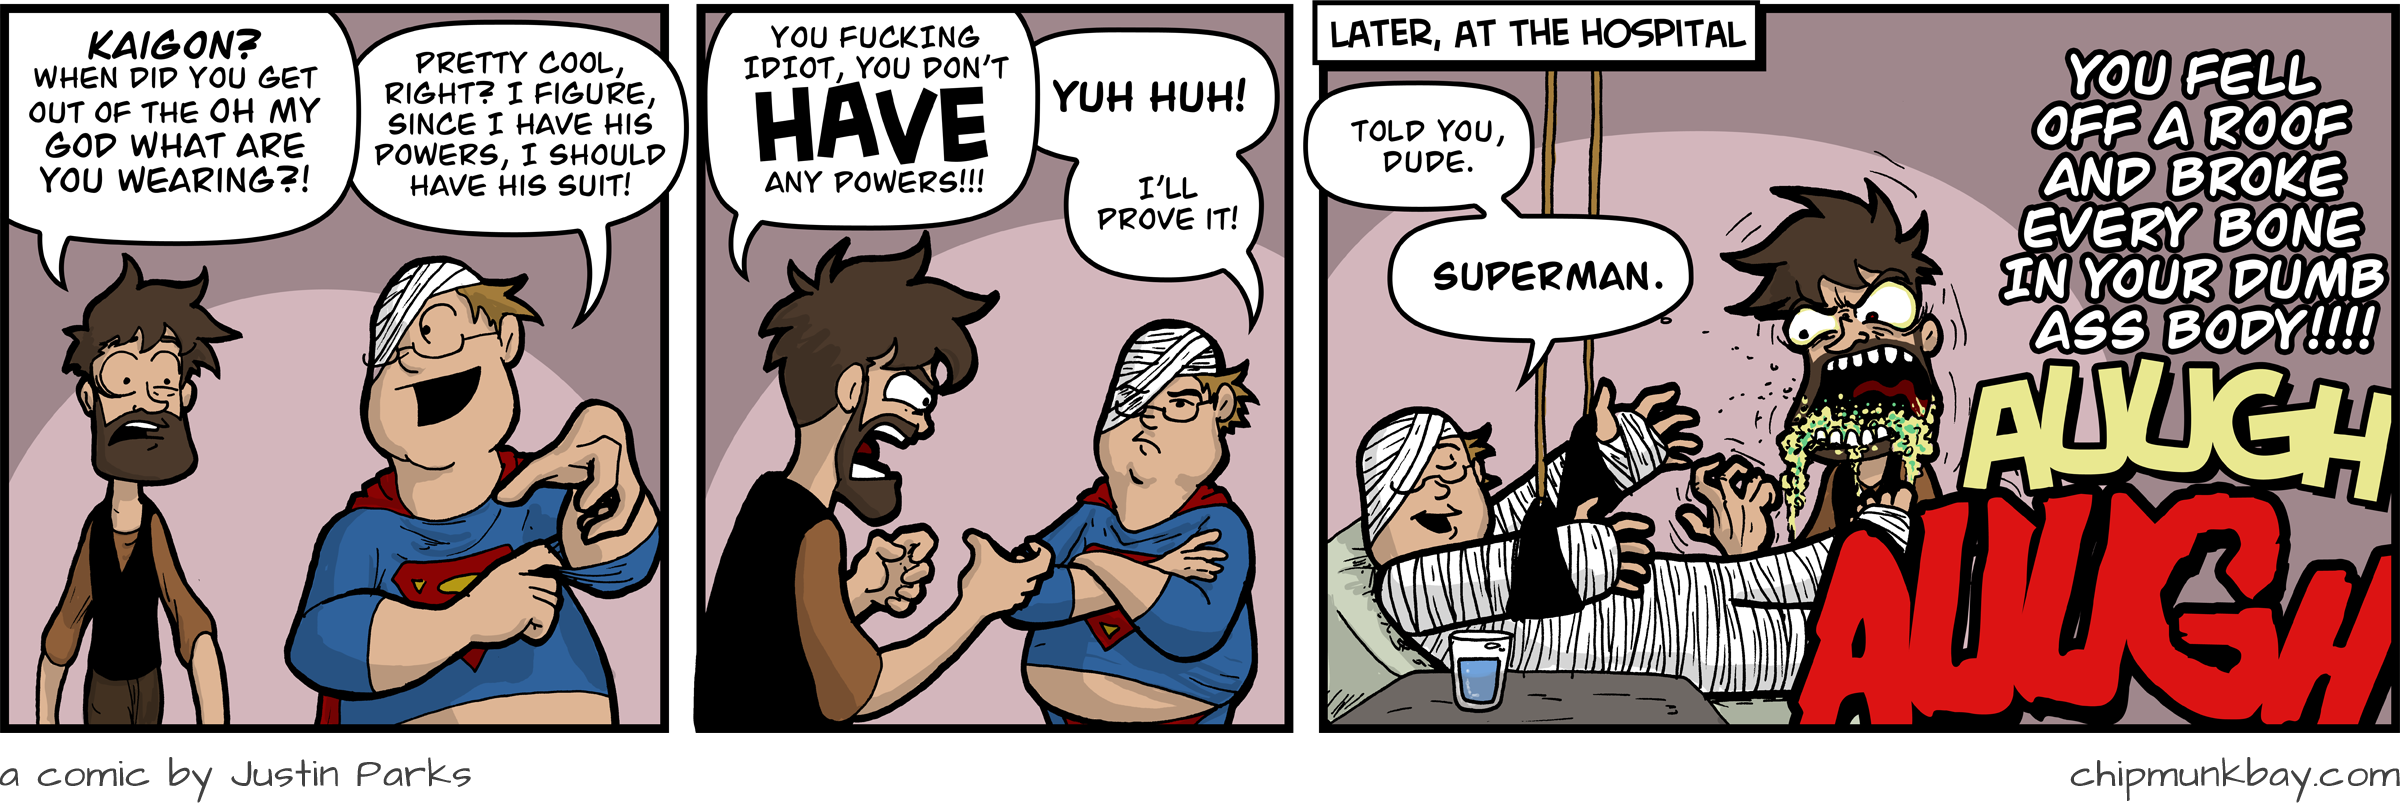 KAIGON?
WHEN DID YOU GET
OUT OF THE OH MY
GOD WHAT ARE
YOU WEARING?!
PRETTY COOL,
RIGHT? I FIGURE,
SINCE I HAVE HIS
POWERS, I SHOULD
HAVE HIS SUIT!
YOU FUCKING
IDIOT, YOU DON'T
HAVE
ANY POWERS!!!
YUH HUH!
I'LL
PROVE IT!
LATER, AT THE HOSPITAL
TOLD YOU,
DUDE.
SUPERMAN.
YOU FELL
OFF A ROOF
AND BROKE
EVERY BONE
IN YOUR DUMB
ASS BODY!!!!
AUUGH
AUUGH
a comic by Justin Parks
chipmunkbay.com